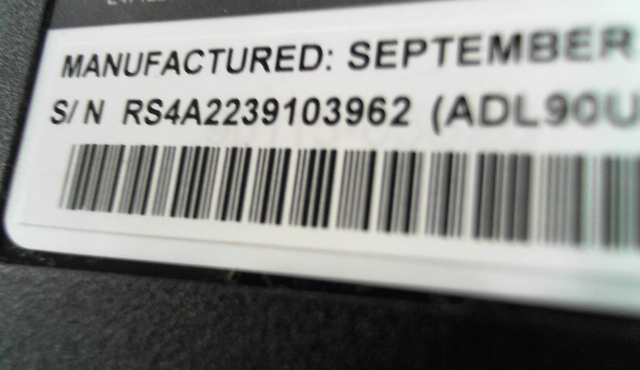 MANUFACTURED: SEPTEMBER
S/N RS4A2239103962 (ADL90U